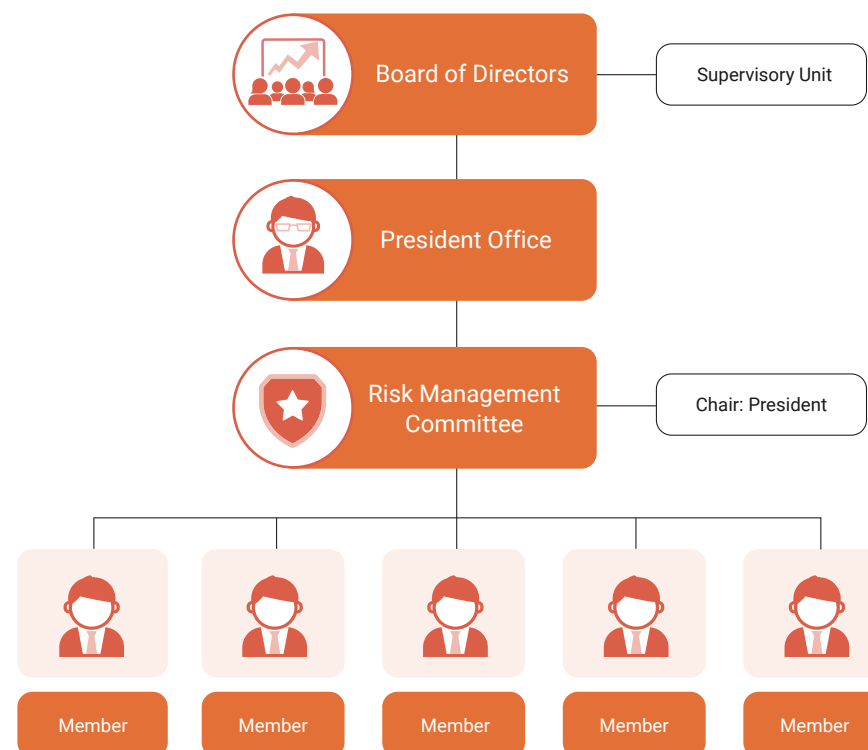 Board of Directors
Supervisory Unit
President Office
Risk Management
Committee
Chair: President
Member
Member
Member
Member
Member